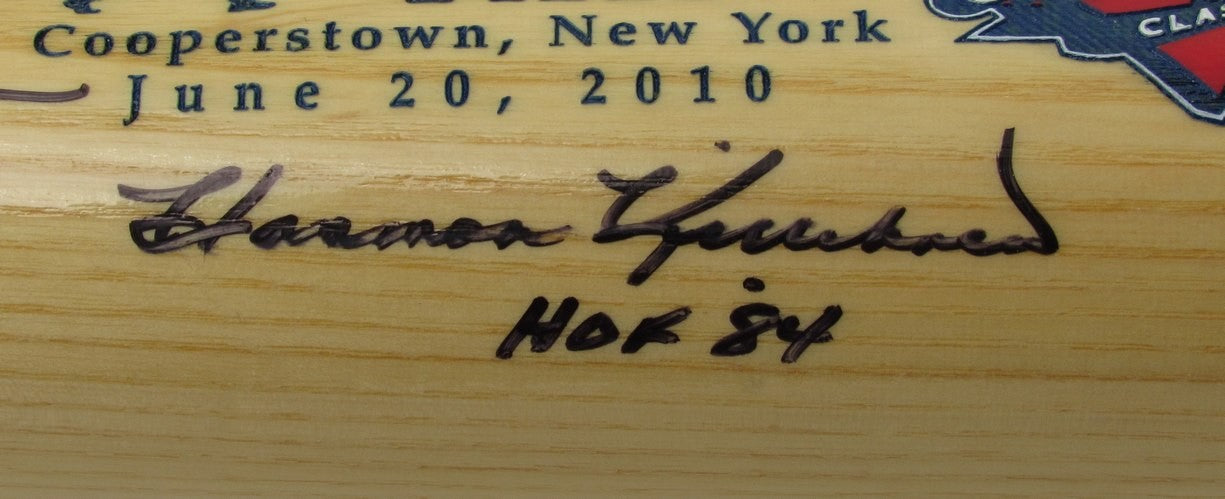 Cooperstown, New York
June 20, 2010
Harmon Killebrew
HOF 84